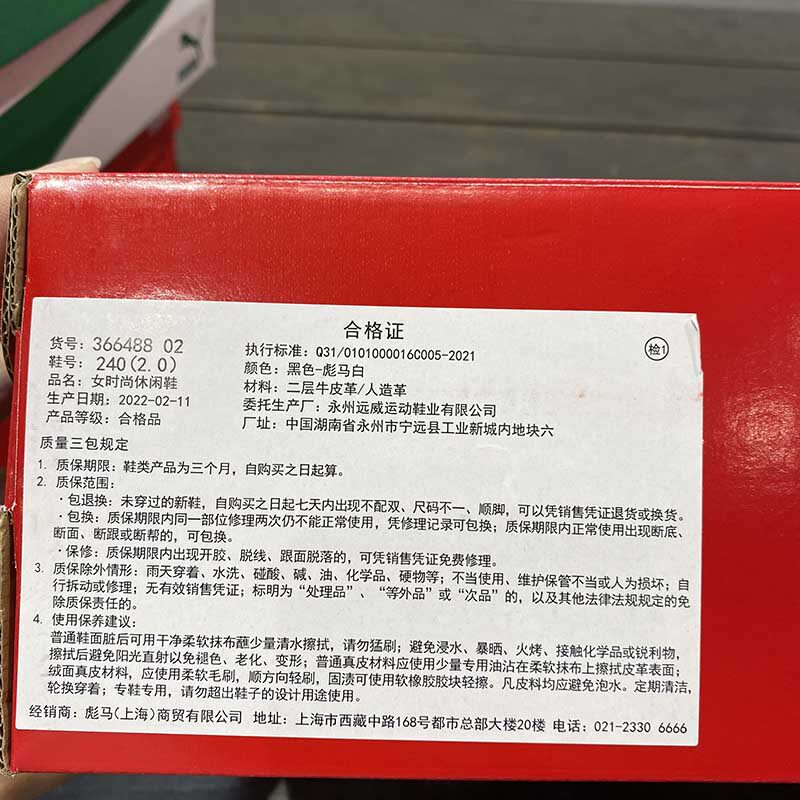 合格证
检1
货号: 366488 02
鞋号: 240(2.0)
品名: 女时尚休闲鞋
生产日期: 2022-02-11
产品等级: 合格品
执行标准: Q31/0101000016C005-2021
颜色: 黑色-彪马白
材料: 二层牛皮革/人造革
委托生产厂: 永州远威运动鞋业有限公司
厂址: 中国湖南省永州市宁远县工业新城内地块六
质量三包规定
1. 质保期限: 鞋类产品为三个月, 自购买之日起算。
2. 质保范围:
·包退换: 未穿过的新鞋, 自购买之日起七天内出现不配双、尺码不一、顺脚, 可以凭销售凭证退货或换货。
·包换: 质保期限内同一部位修理两次仍不能正常使用, 凭修理记录可包换; 质保期限内正常使用出现断底、
断面、断跟或断帮的, 可包换。
·保修: 质保期限内出现开胶、脱线、跟面脱落的, 可凭销售凭证免费修理。
3. 质保除外情形: 雨天穿着、水洗、碰酸、碱、油、化学品、硬物等; 不当使用、维护保管不当或人为损坏; 自
行拆动或修理; 无有效销售凭证; 标明为“处理品”、“等外品”或“次品”的, 以及其他法律法规规定的免
除质保责任的。
4. 使用保养建议:
普通鞋面脏后可用干净柔软抹布蘸少量清水擦拭, 请勿猛刷; 避免浸水、暴晒、火烤、接触化学品或锐利物,
擦拭后避免阳光直射以免褪色、老化、变形; 普通真皮材料应使用少量专用油沾在柔软抹布上擦拭皮革表面;
绒面真皮材料, 应使用柔软毛刷, 顺方向轻刷, 固渍可使用软橡胶胶块轻擦。凡皮料均应避免泡水。定期清洁,
轮换穿着; 专鞋专用, 请勿超出鞋子的设计用途使用。
经销商: 彪马(上海)商贸有限公司 地址: 上海市西藏中路168号都市总部大楼20楼 电话: 021-2330 6666